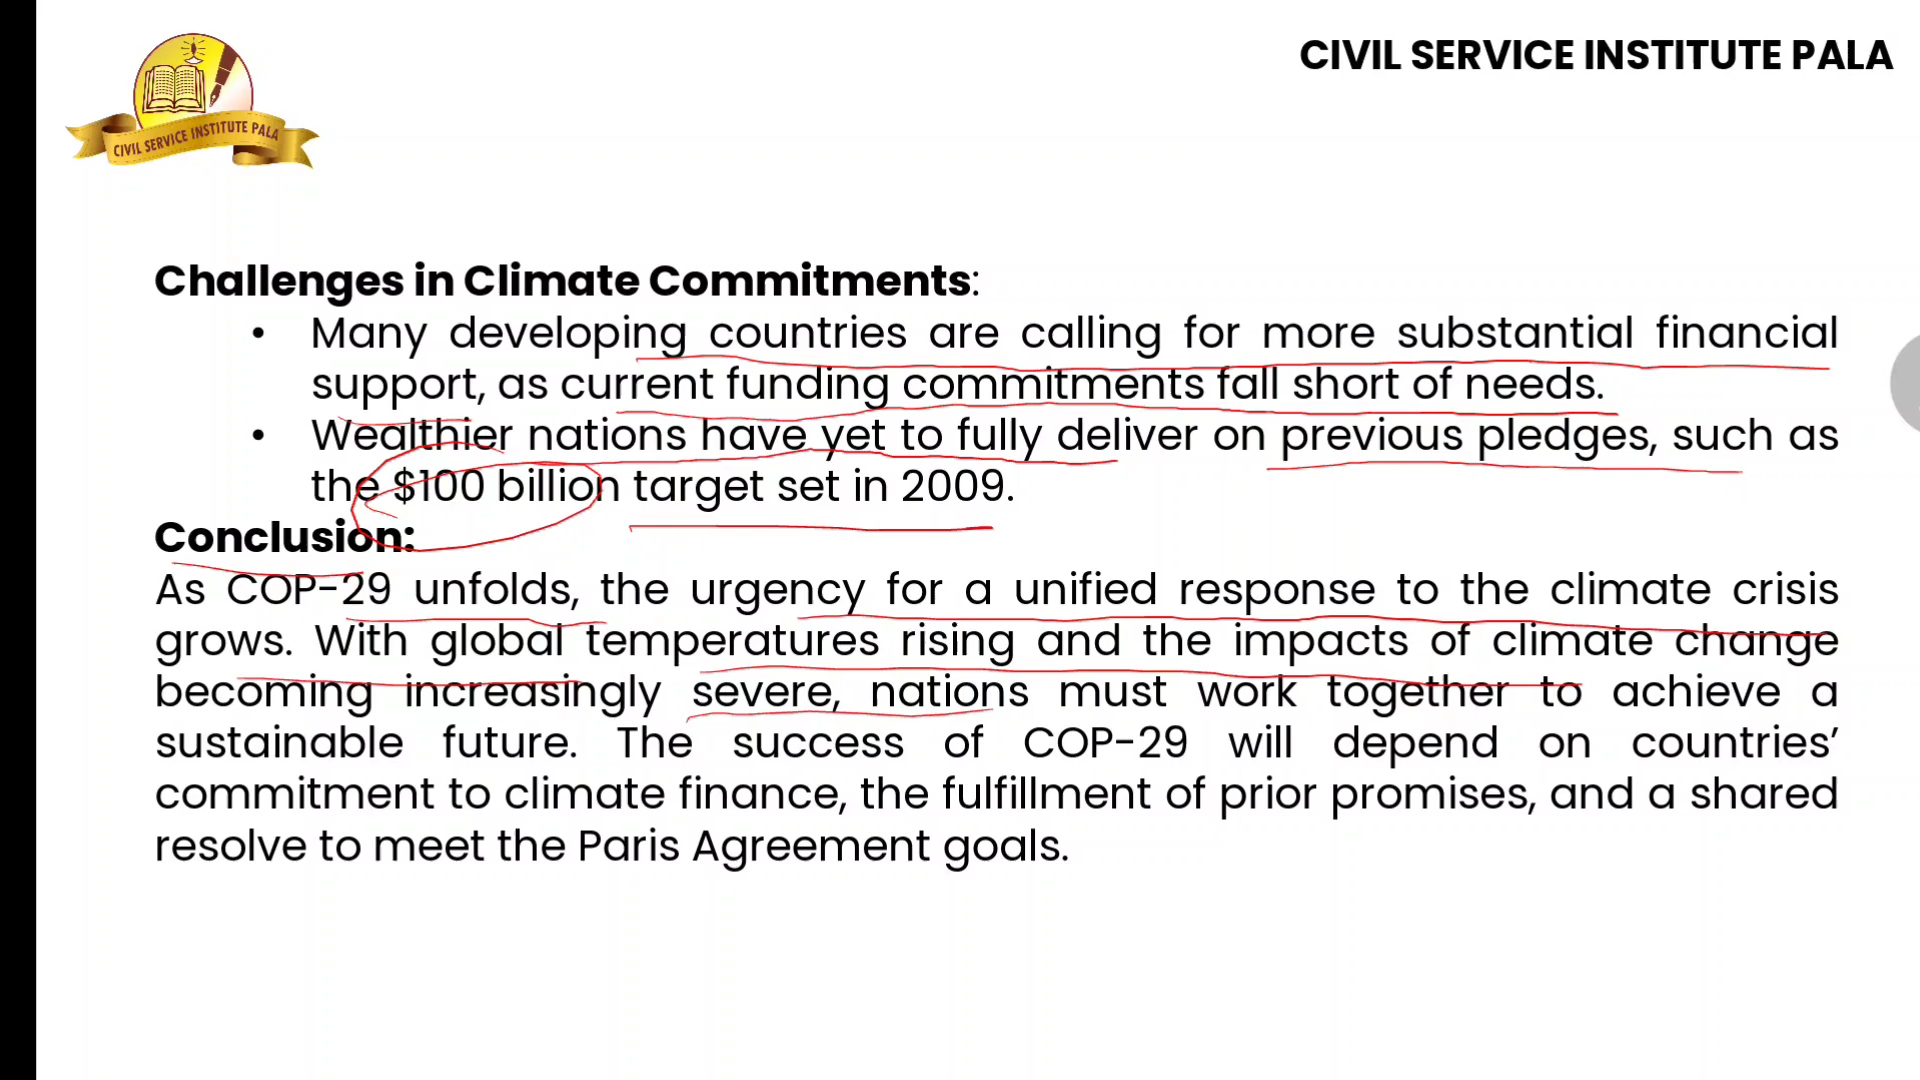 CIVIL SERVICE INSTITUTE PALA
CIVIL SERVICE INSTITUTE PALA
Challenges in Climate Commitments:
• Many developing countries are calling for more substantial financial
support, as current funding commitments fall short of needs.
• Wealthier nations have yet to fully deliver on previous pledges, such as
the $100 billion target set in 2009.
Conclusion:
As COP-29 unfolds, the urgency for a unified response to the climate crisis
grows. With global temperatures rising and the impacts of climate change
becoming increasingly severe, nations must work together to achieve a
sustainable future. The success of COP-29 will depend on countries’
commitment to climate finance, the fulfillment of prior promises, and a shared
resolve to meet the Paris Agreement goals.